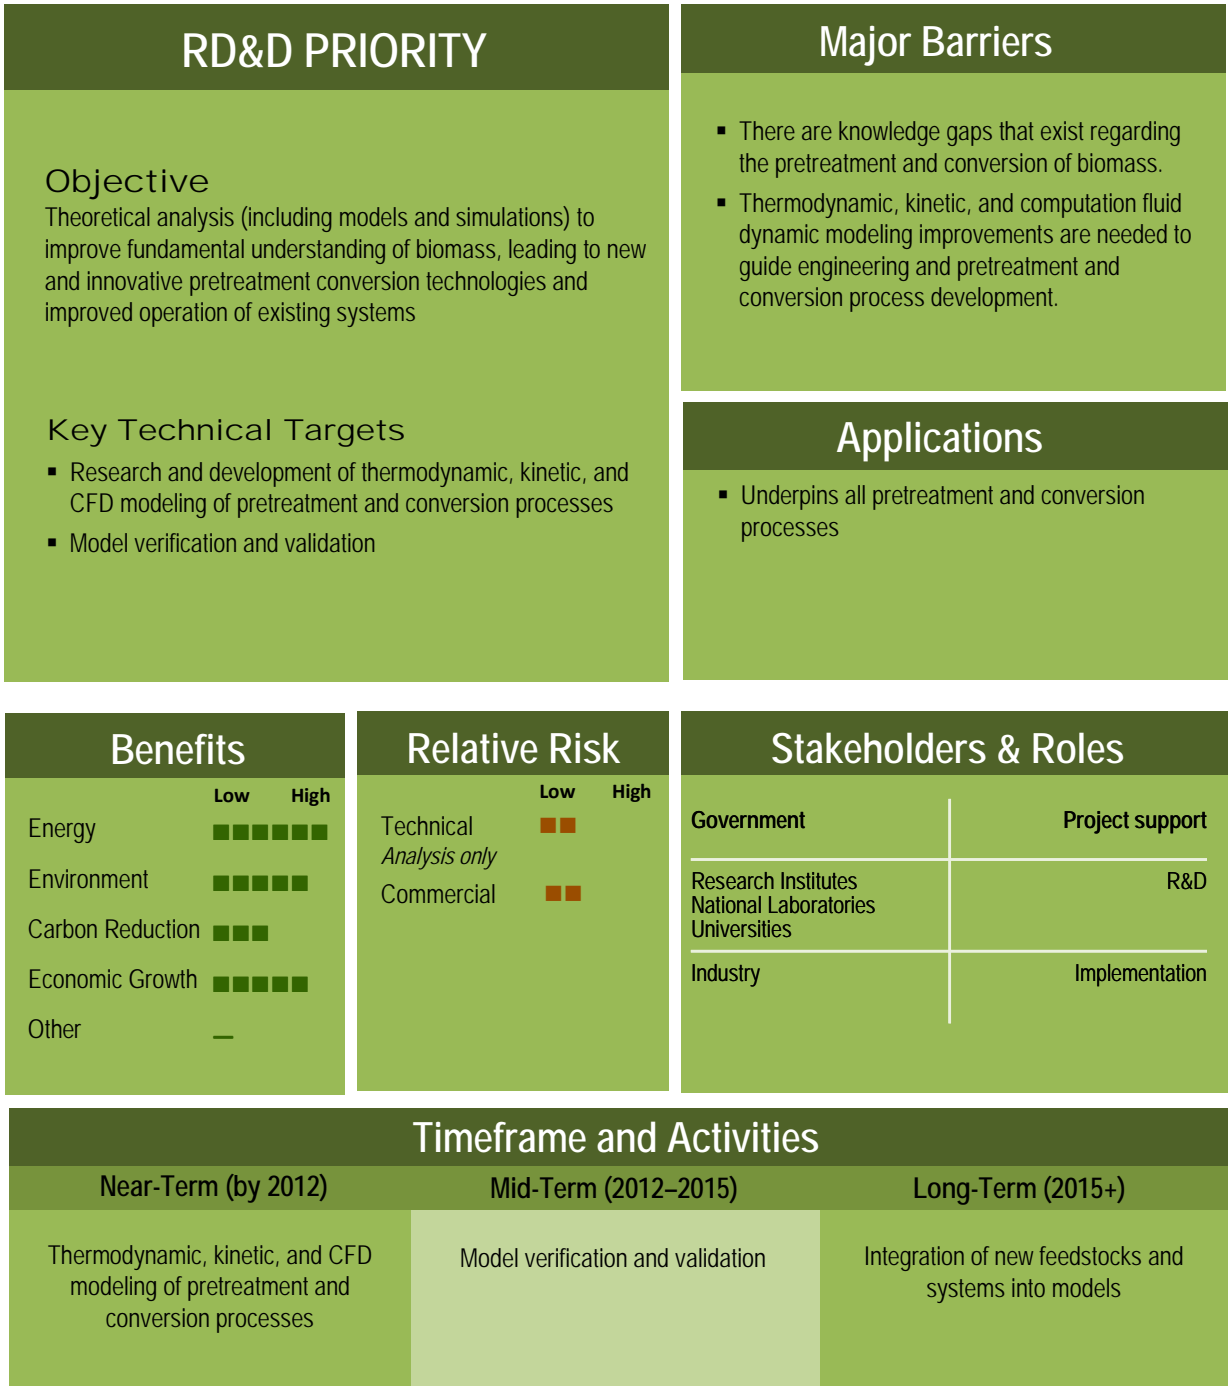 RD&D PRIORITY
Objective
Theoretical analysis (including models and simulations) to
improve fundamental understanding of biomass, leading to new
and innovative pretreatment conversion technologies and
improved operation of existing systems
Key Technical Targets
▪ Research and development of thermodynamic, kinetic, and
CFD modeling of pretreatment and conversion processes
▪ Model verification and validation
Major Barriers
▪ There are knowledge gaps that exist regarding
the pretreatment and conversion of biomass.
▪ Thermodynamic, kinetic, and computation fluid
dynamic modeling improvements are needed to
guide engineering and pretreatment and
conversion process development.
Applications
▪ Underpins all pretreatment and conversion
processes
Benefits
Low High
Energy
Environment
Carbon Reduction
Economic Growth
Other –
Relative Risk
Low High
Technical
Analysis only
Commercial
Stakeholders & Roles
Government Project support
Research Institutes R&D
National Laboratories
Universities
Industry Implementation
Timeframe and Activities
Near-Term (by 2012) Mid-Term (2012–2015) Long-Term (2015+)
Thermodynamic, kinetic, and CFD
modeling of pretreatment and
conversion processes
Model verification and validation
Integration of new feedstocks and
systems into models